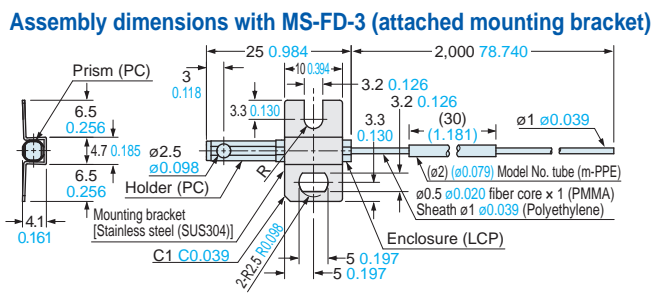 Assembly dimensions with MS-FD-3 (attached mounting bracket)
25 0.984
2,000 78.740
10 0.394
Prism (PC)
3
0.118
3.2 0.126
3.2 0.126
6.5
0.256
3.3 0.130
3.3
0.130
(30)
(1.181)
ø1 ø0.039
4.7 0.185
ø2.5
ø0.098
(ø2) (ø0.079) Model No. tube (m-PPE)
6.5
0.256
Holder (PC)
R
ø0.5 ø0.020 fiber core x 1 (PMMA)
Sheath ø1 ø0.039 (Polyethylene)
4.1
0.161
Mounting bracket
[Stainless steel (SUS304)]
Enclosure (LCP)
C1 C0.039
2-R2.5 R0.098
5 0.197
5 0.197